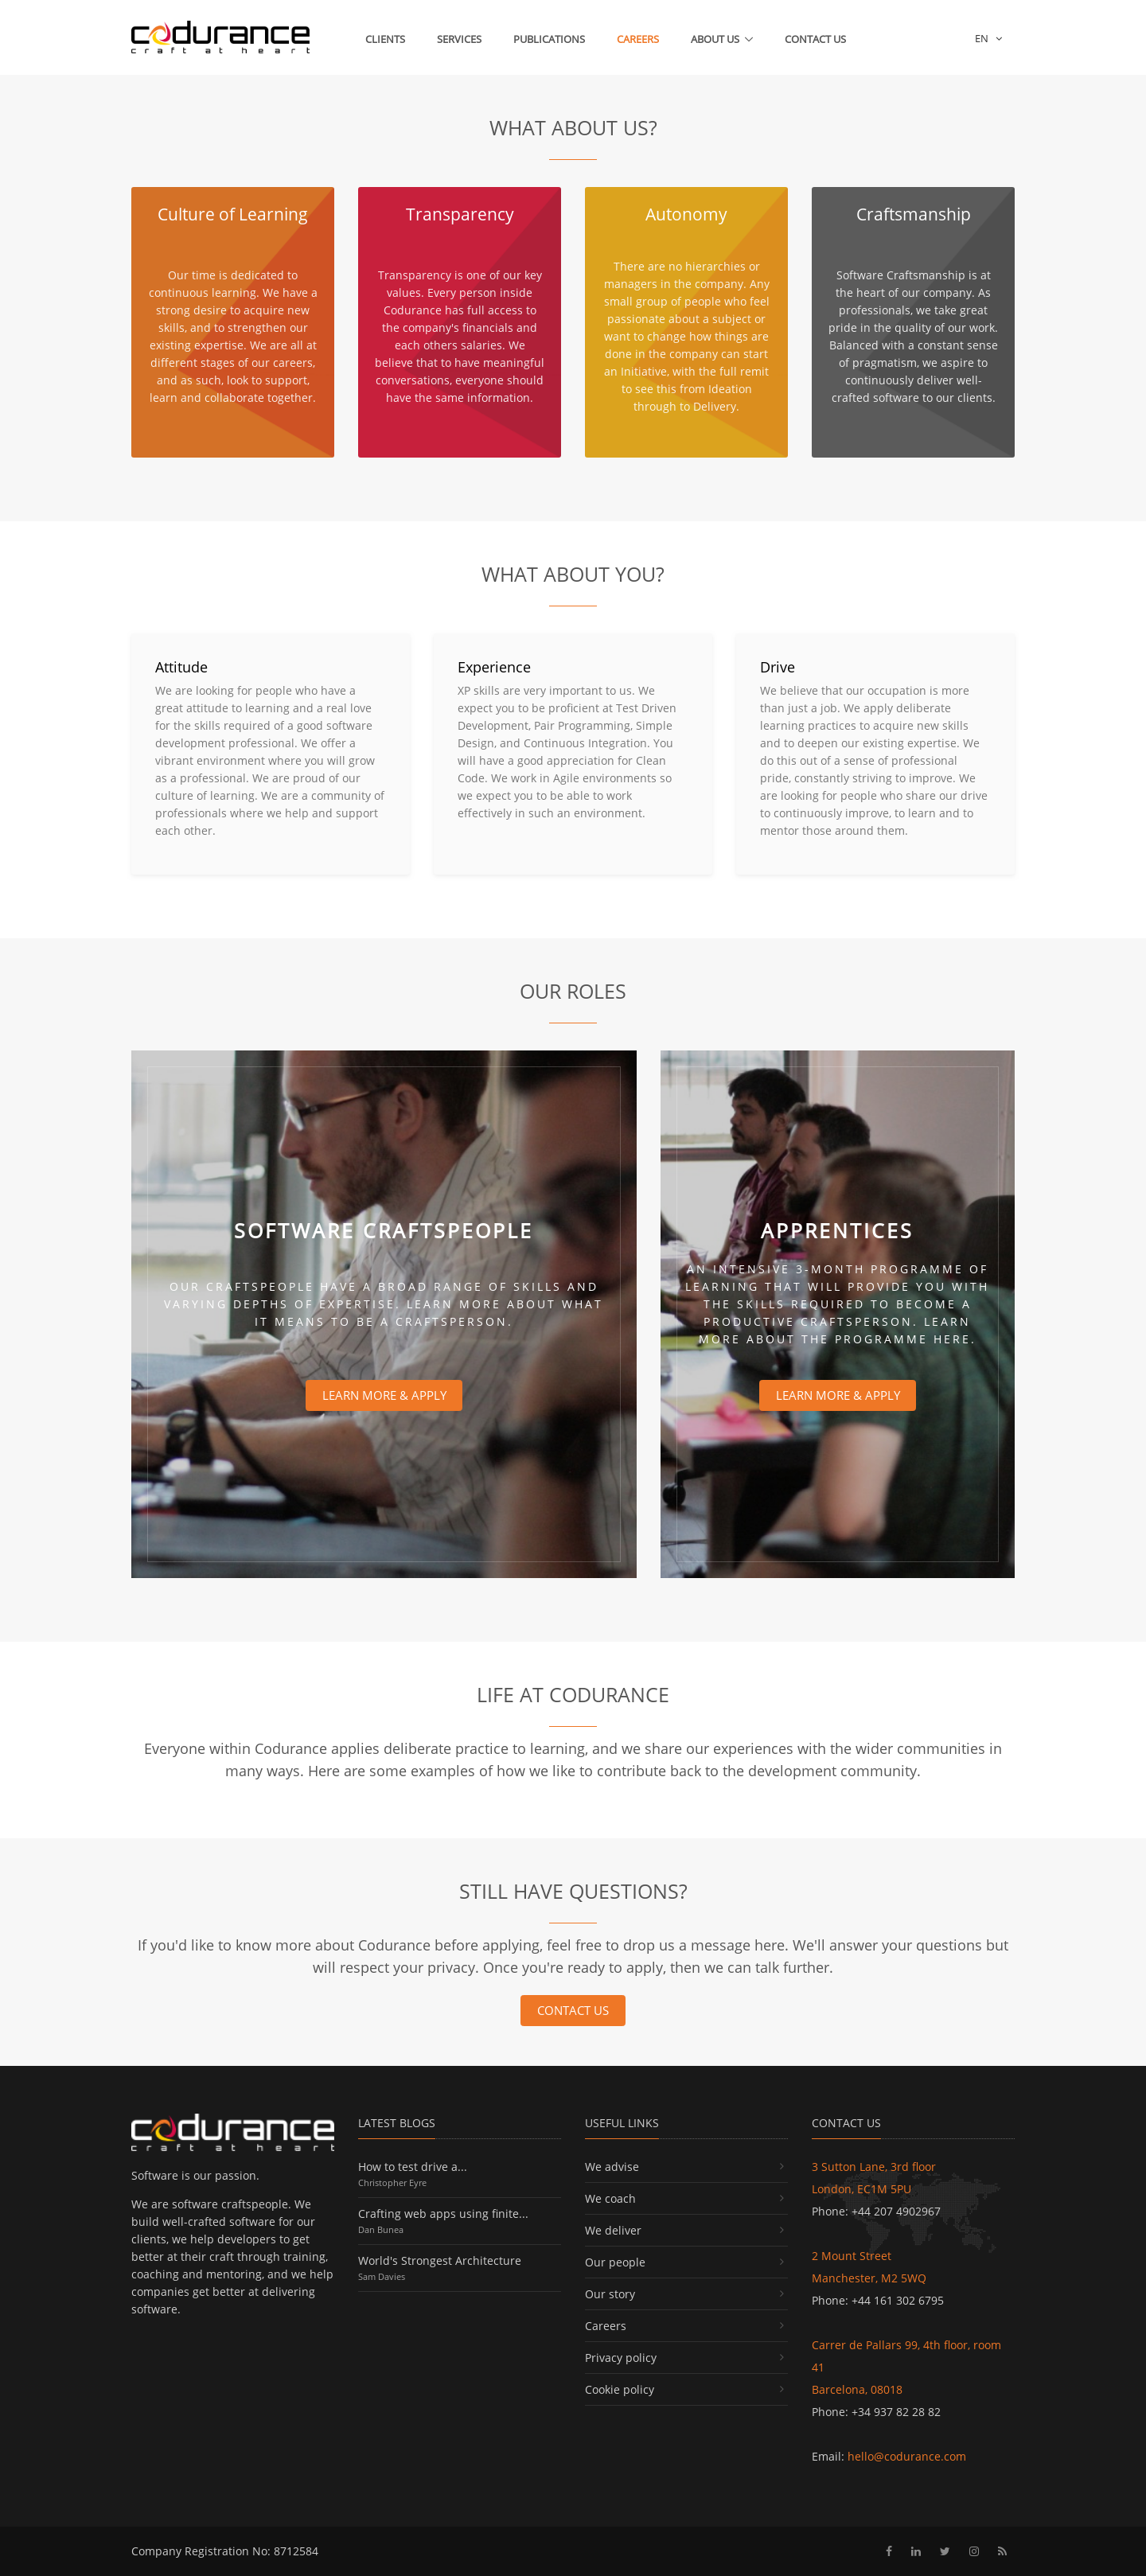 codurance
craft at heart
CLIENTS
SERVICES
PUBLICATIONS
CAREERS
ABOUT US
CONTACT US
EN
WHAT ABOUT US?
Culture of Learning
Our time is dedicated to
continuous learning. We have a
strong desire to acquire new
skills, and to strengthen our
existing expertise. We are all at
different stages of our careers,
and as such, look to support,
learn and collaborate together.
Transparency
Transparency is one of our key
values. Every person inside
Codurance has full access to
the company's financials and
each others salaries. We
believe that to have meaningful
conversations, everyone should
have the same information.
Autonomy
There are no hierarchies or
managers in the company. Any
small group of people who feel
passionate about a subject or
want to change how things are
done in the company can start
an Initiative, with the full remit
to see this from Ideation
through to Delivery.
Craftsmanship
Software Craftsmanship is at
the heart of our company. As
professionals, we take great
pride in the quality of our work.
Balanced with a constant sense
of pragmatism, we aspire to
continuously deliver well-
crafted software to our clients.
WHAT ABOUT YOU?
Attitude
We are looking for people who have a
great attitude to learning and a real love
for the skills required of a good software
development professional. We offer a
vibrant environment where you will grow
as a professional. We are proud of our
culture of learning. We are a community of
professionals where we help and support
each other.
Experience
XP skills are very important to us. We
expect you to be proficient at Test Driven
Development, Pair Programming, Simple
Design, and Continuous Integration. You
will have a good appreciation for Clean
Code. We work in Agile environments so
we expect you to be able to work
effectively in such an environment.
Drive
We believe that our occupation is more
than just a job. We apply deliberate
learning practices to acquire new skills
and to deepen our existing expertise. We
do this out of a sense of professional
pride, constantly striving to improve. We
are looking for people who share our drive
to continuously improve, to learn and to
mentor those around them.
OUR ROLES
SOFTWARE CRAFTSPEOPLE
OUR CRAFTSPEOPLE HAVE A BROAD RANGE OF SKILLS AND
VARYING DEPTHS OF EXPERTISE. LEARN MORE ABOUT WHAT
IT MEANS TO BE A CRAFTSPERSON.
LEARN MORE & APPLY
APPRENTICES
AN INTENSIVE 3-MONTH PROGRAMME OF
LEARNING THAT WILL PROVIDE YOU WITH
THE SKILLS REQUIRED TO BECOME A
PRODUCTIVE CRAFTSPERSON. LEARN
MORE ABOUT THE PROGRAMME HERE.
LEARN MORE & APPLY
LIFE AT CODURANCE
Everyone within Codurance applies deliberate practice to learning, and we share our experiences with the wider communities in
many ways. Here are some examples of how we like to contribute back to the development community.
STILL HAVE QUESTIONS?
If you'd like to know more about Codurance before applying, feel free to drop us a message here. We'll answer your questions but
will respect your privacy. Once you're ready to apply, then we can talk further.
CONTACT US
codurance
craft at heart
Software is our passion.
We are software craftspeople. We
build well-crafted software for our
clients, we help developers to get
better at their craft through training,
coaching and mentoring, and we help
companies get better at delivering
software.
LATEST BLOGS
How to test drive a...
Christopher Eyre
Crafting web apps using finite...
Dan Bunea
World's Strongest Architecture
Sam Davies
USEFUL LINKS
We advise
We coach
We deliver
Our people
Our story
Careers
Privacy policy
Cookie policy
CONTACT US
3 Sutton Lane, 3rd floor
London, EC1M 5PU
Phone: +44 207 4902967
2 Mount Street
Manchester, M2 5WQ
Phone: +44 161 302 6795
Carrer de Pallars 99, 4th floor, room
41
Barcelona, 08018
Phone: +34 937 82 28 82
Email: hello@codurance.com
Company Registration No: 8712584